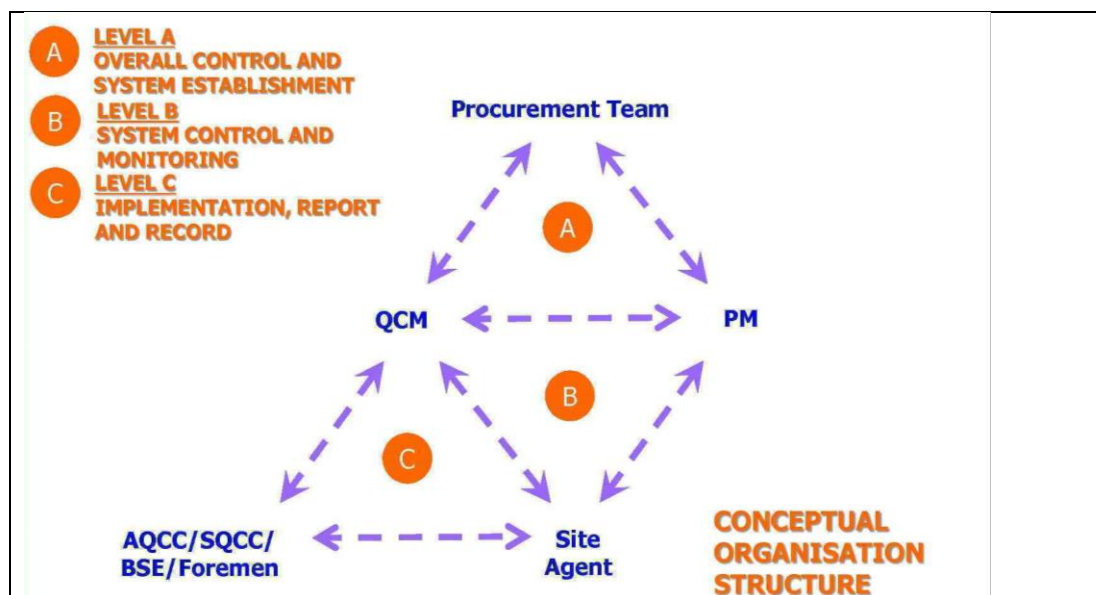 A
LEVEL A
OVERALL CONTROL AND
SYSTEM ESTABLISHMENT
B
LEVEL B
SYSTEM CONTROL AND
MONITORING
C
LEVEL C
IMPLEMENTATION, REPORT
AND RECORD
Procurement Team
A
QCM
PM
B
C
AQCC/SQCC/
BSE/Foremen
Site
Agent
CONCEPTUAL
ORGANISATION
STRUCTURE